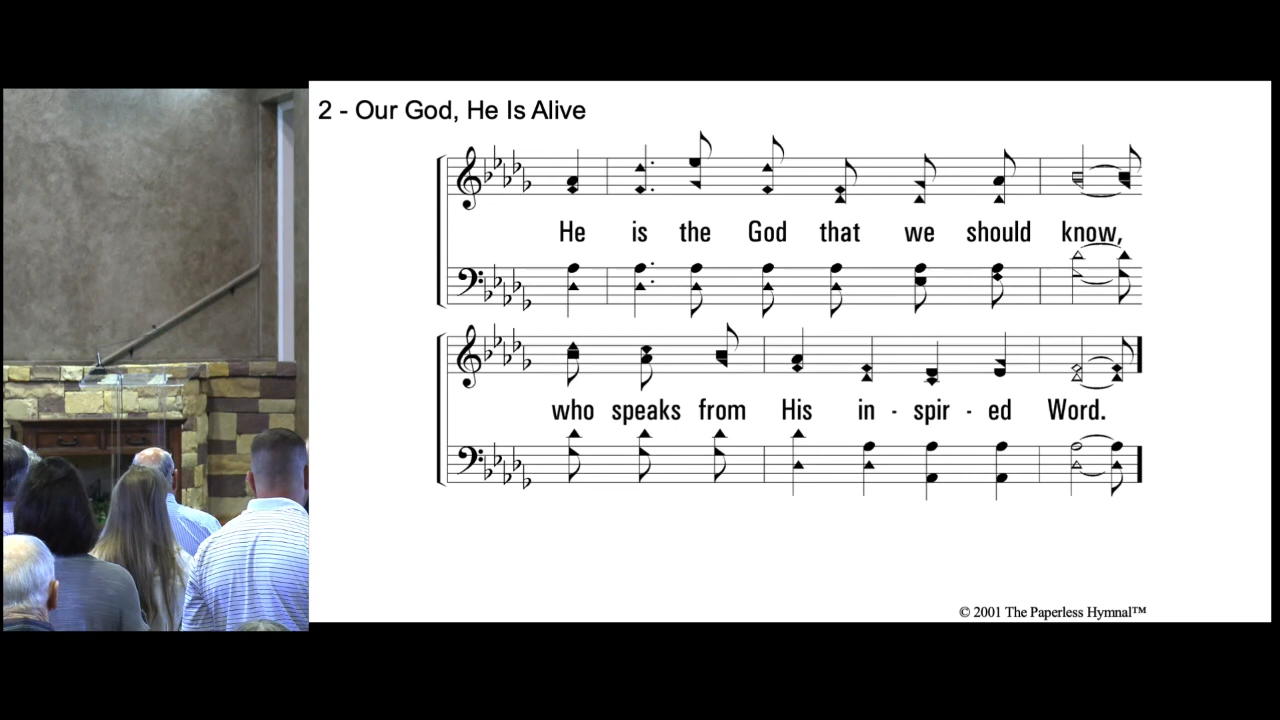 2 - Our God, He Is Alive
He is the God that we should know,
who speaks from His in - spir - ed Word.
© 2001 The Paperless Hymnal™